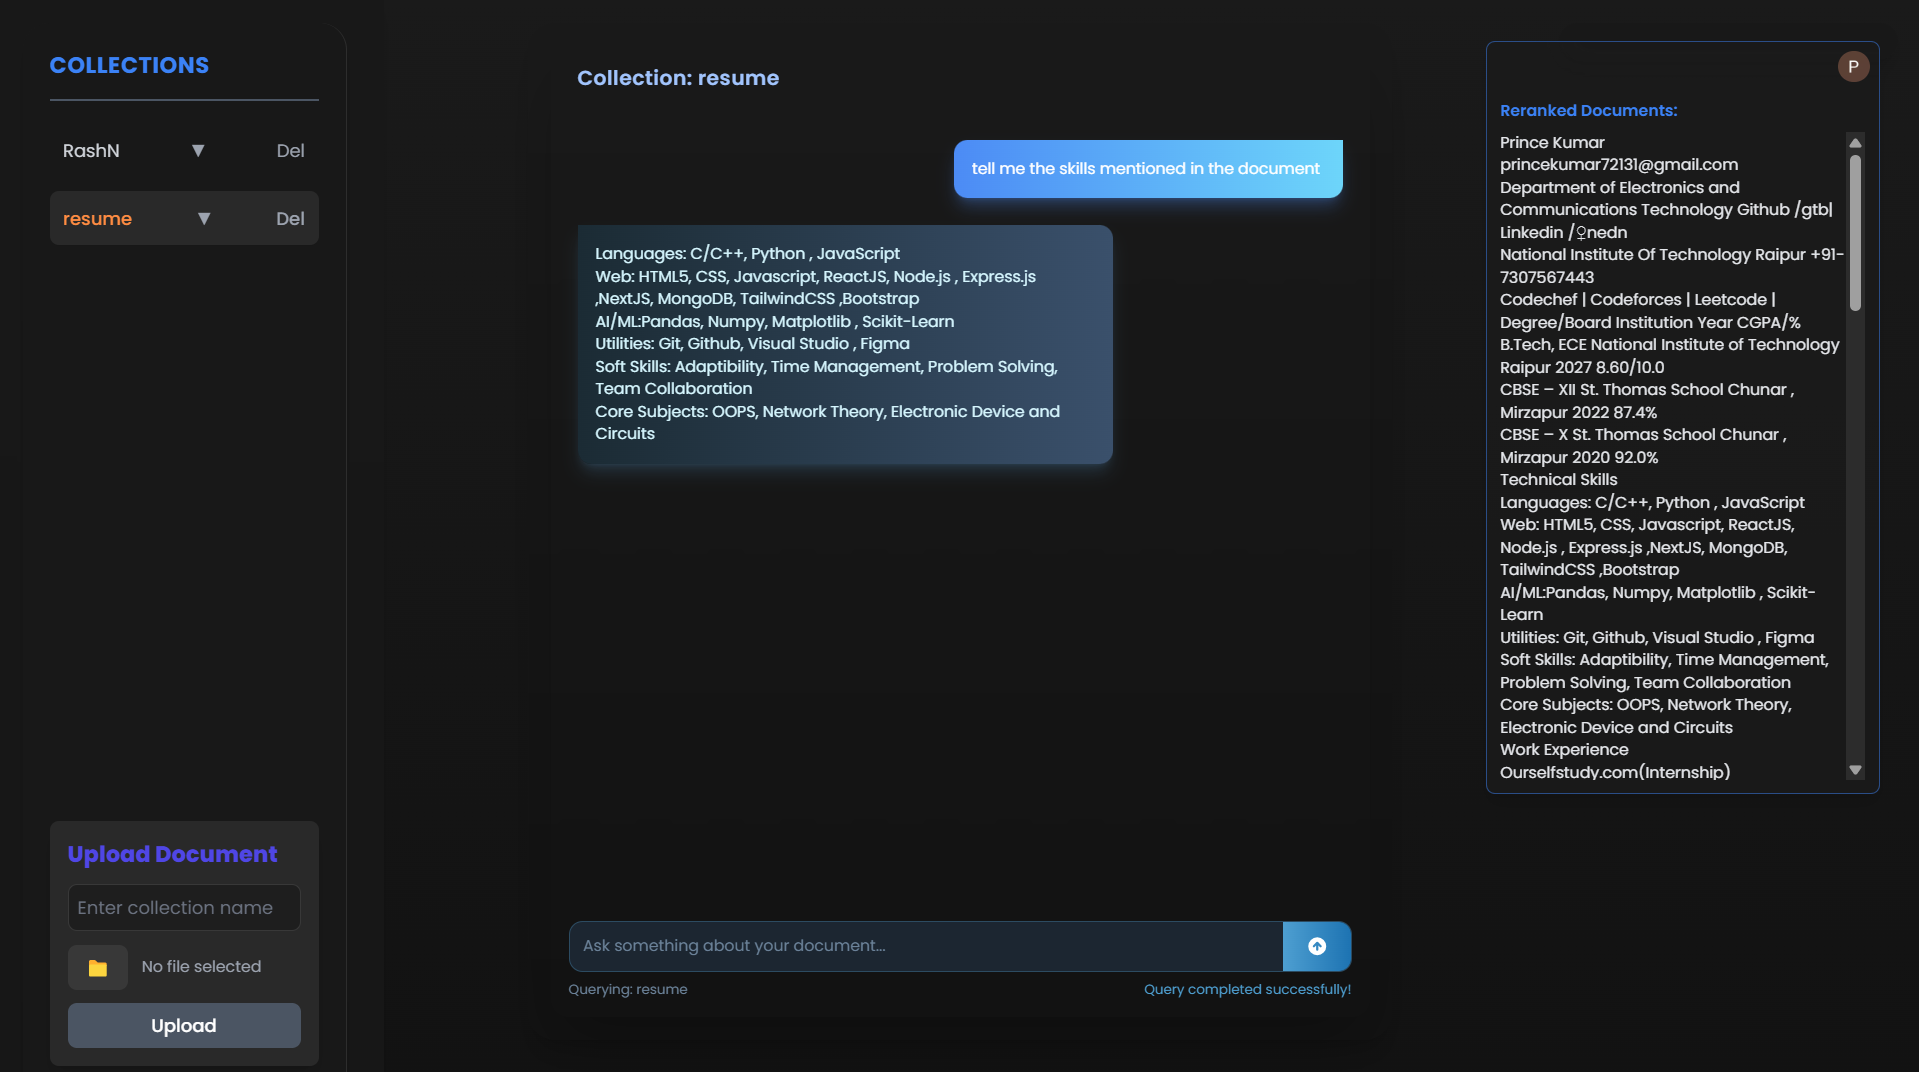 COLLECTIONS
RashN ▼ Del
resume ▼ Del
Upload Document
Enter collection name
No file selected
Upload
Collection: resume
tell me the skills mentioned in the document
Languages: C/C++, Python , JavaScript
Web: HTML5, CSS, Javascript, ReactJS, Node.js , Express.js
,NextJS, MongoDB, TailwindCSS ,Bootstrap
AI/ML:Pandas, Numpy, Matplotlib , Scikit-Learn
Utilities: Git, Github, Visual Studio , Figma
Soft Skills: Adaptibility, Time Management, Problem Solving,
Team Collaboration
Core Subjects: OOPS, Network Theory, Electronic Device and
Circuits
Ask something about your document...
Querying: resume
Query completed successfully!
P
Reranked Documents:
Prince Kumar
princekumar72131@gmail.com
Department of Electronics and
Communications Technology Github /gtb|
Linkedin /♀nedn
National Institute Of Technology Raipur +91-
7307567443
Codechef | Codeforces | Leetcode |
Degree/Board Institution Year CGPA/%
B.Tech, ECE National Institute of Technology
Raipur 2027 8.60/10.0
CBSE – XII St. Thomas School Chunar ,
Mirzapur 2022 87.4%
CBSE – X St. Thomas School Chunar ,
Mirzapur 2020 92.0%
Technical Skills
Languages: C/C++, Python , JavaScript
Web: HTML5, CSS, Javascript, ReactJS,
Node.js , Express.js ,NextJS, MongoDB,
TailwindCSS ,Bootstrap
AI/ML:Pandas, Numpy, Matplotlib , Scikit-
Learn
Utilities: Git, Github, Visual Studio , Figma
Soft Skills: Adaptibility, Time Management,
Problem Solving, Team Collaboration
Core Subjects: OOPS, Network Theory,
Electronic Device and Circuits
Work Experience
Ourselfstudy.com(Internship)